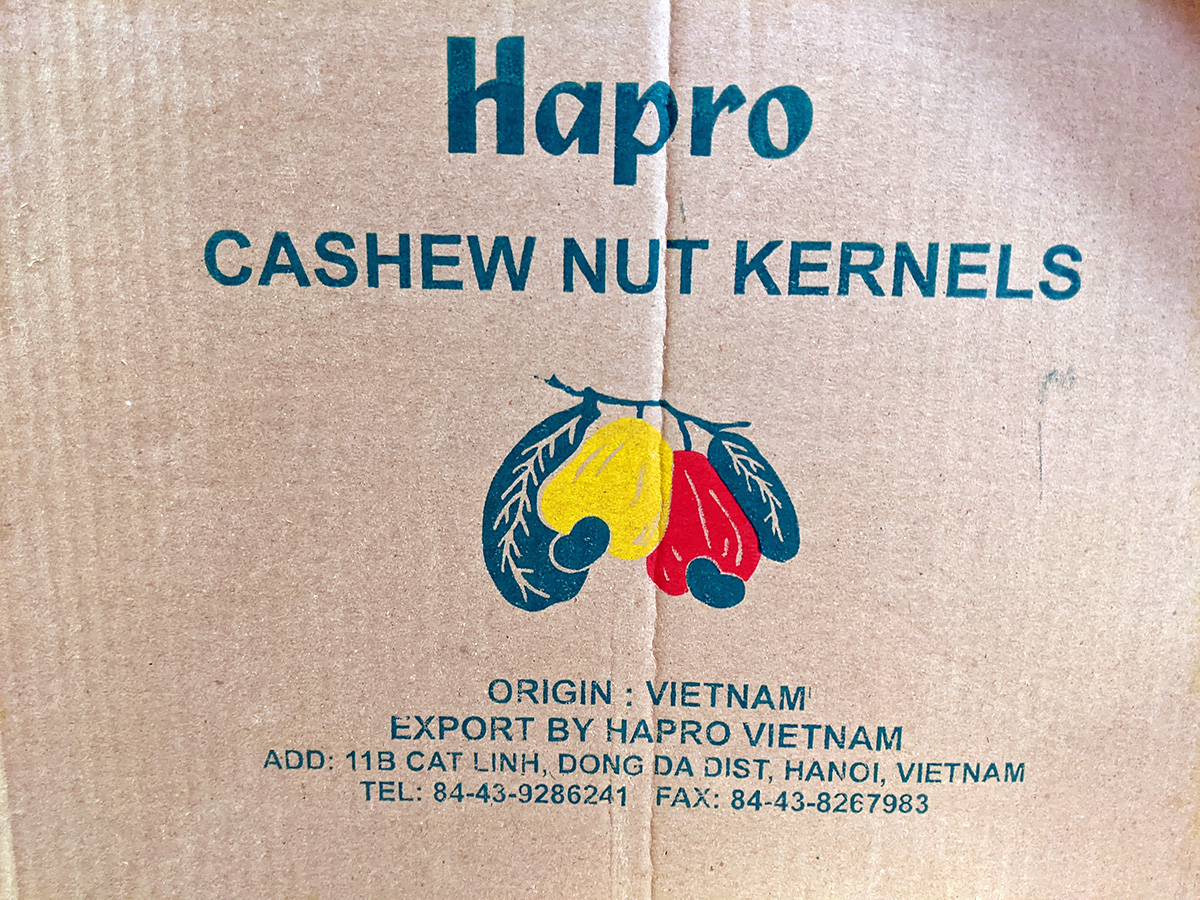 Hapro
CASHEW NUT KERNELS
ORIGIN : VIETNAM
EXPORT BY HAPRO VIETNAM
ADD: 11B CAT LINH, DONG DA DIST, HANOI, VIETNAM
TEL: 84-43-9286241 FAX: 84-43-8267983